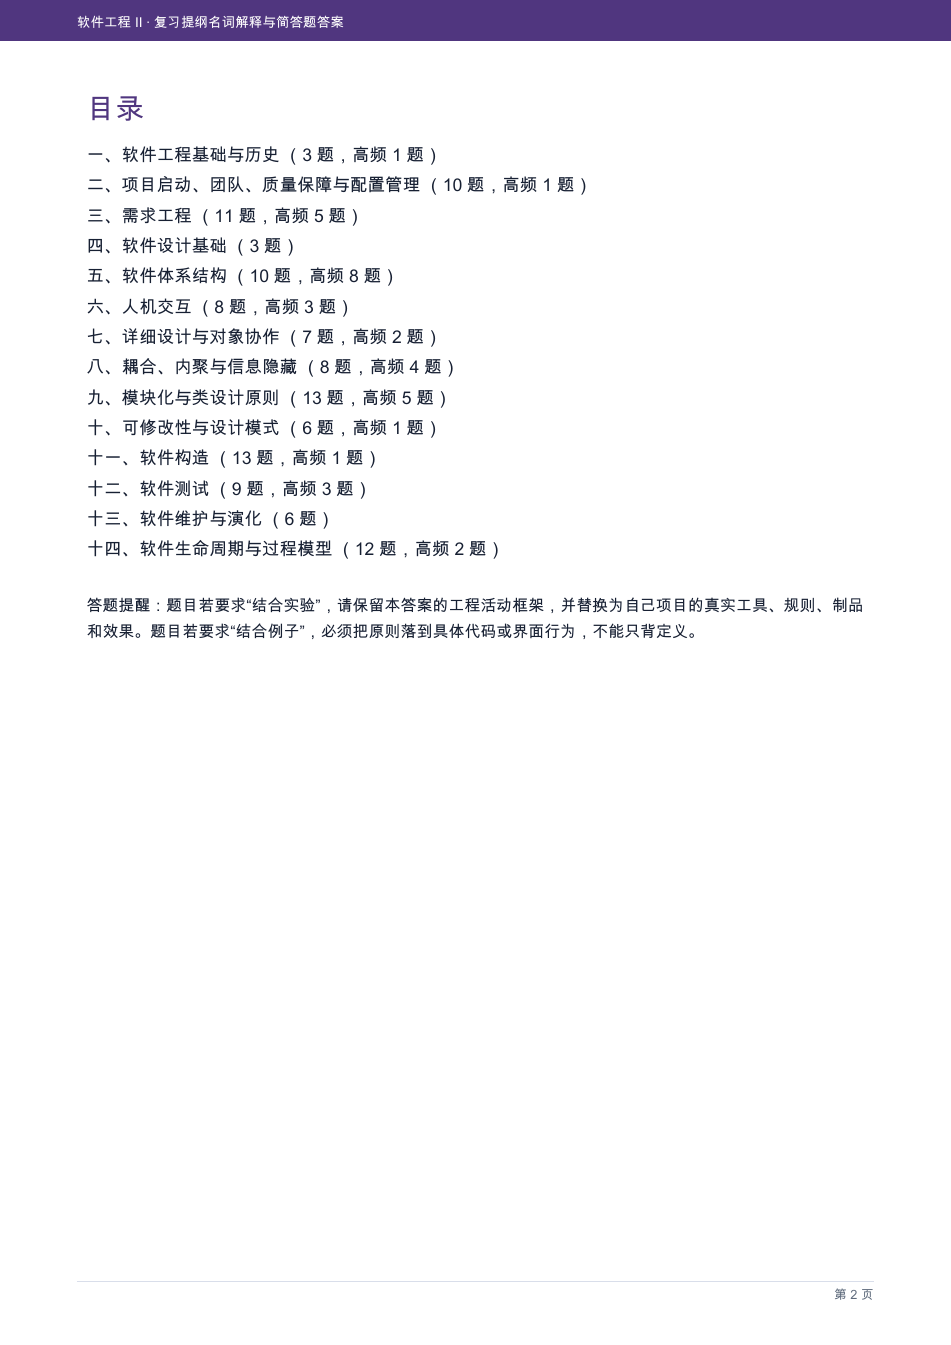 软件工程 II · 复习提纲名词解释与简答题答案
目录
一、软件工程基础与历史（3 题，高频 1 题）
二、项目启动、团队、质量保障与配置管理（10 题，高频 1 题）
三、需求工程（11 题，高频 5 题）
四、软件设计基础（3 题）
五、软件体系结构（10 题，高频 8 题）
六、人机交互（8 题，高频 3 题）
七、详细设计与对象协作（7 题，高频 2 题）
八、耦合、内聚与信息隐藏（8 题，高频 4 题）
九、模块化与类设计原则（13 题，高频 5 题）
十、可修改性与设计模式（6 题，高频 1 题）
十一、软件构造（13 题，高频 1 题）
十二、软件测试（9 题，高频 3 题）
十三、软件维护与演化（6 题）
十四、软件生命周期与过程模型（12 题，高频 2 题）
答题提醒：题目若要求“结合实验”，请保留本答案的工程活动框架，并替换为自己项目的真实工具、规则、制品
和效果。题目若要求“结合例子”，必须把原则落到具体代码或界面行为，不能只背定义。
第 2 页